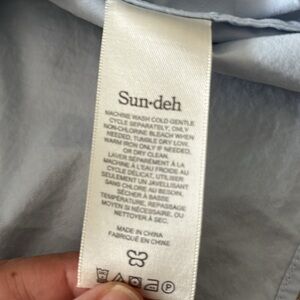 Sun•deh
MACHINE WASH COLD GENTLE
CYCLE SEPARATELY, ONLY
NON-CHLORINE BLEACH WHEN
NEEDED, TUMBLE DRY LOW.
WARM IRON ONLY IF NEEDED,
OR DRY CLEAN.
LAVER SÉPARÉMENT À LA
MACHINE À L'EAU FROIDE AU
CYCLE DÉLICAT, UTILISER
SEULEMENT UN JAVELLISANT
SANS CHLORE AU BESOIN,
SÉCHER À BASSE
TEMPÉRATURE, REPASSAGE
MOYEN SI NÉCESSAIRE, OU
NETTOYER À SEC.
MADE IN CHINA
FABRIQUÉ EN CHINE
P